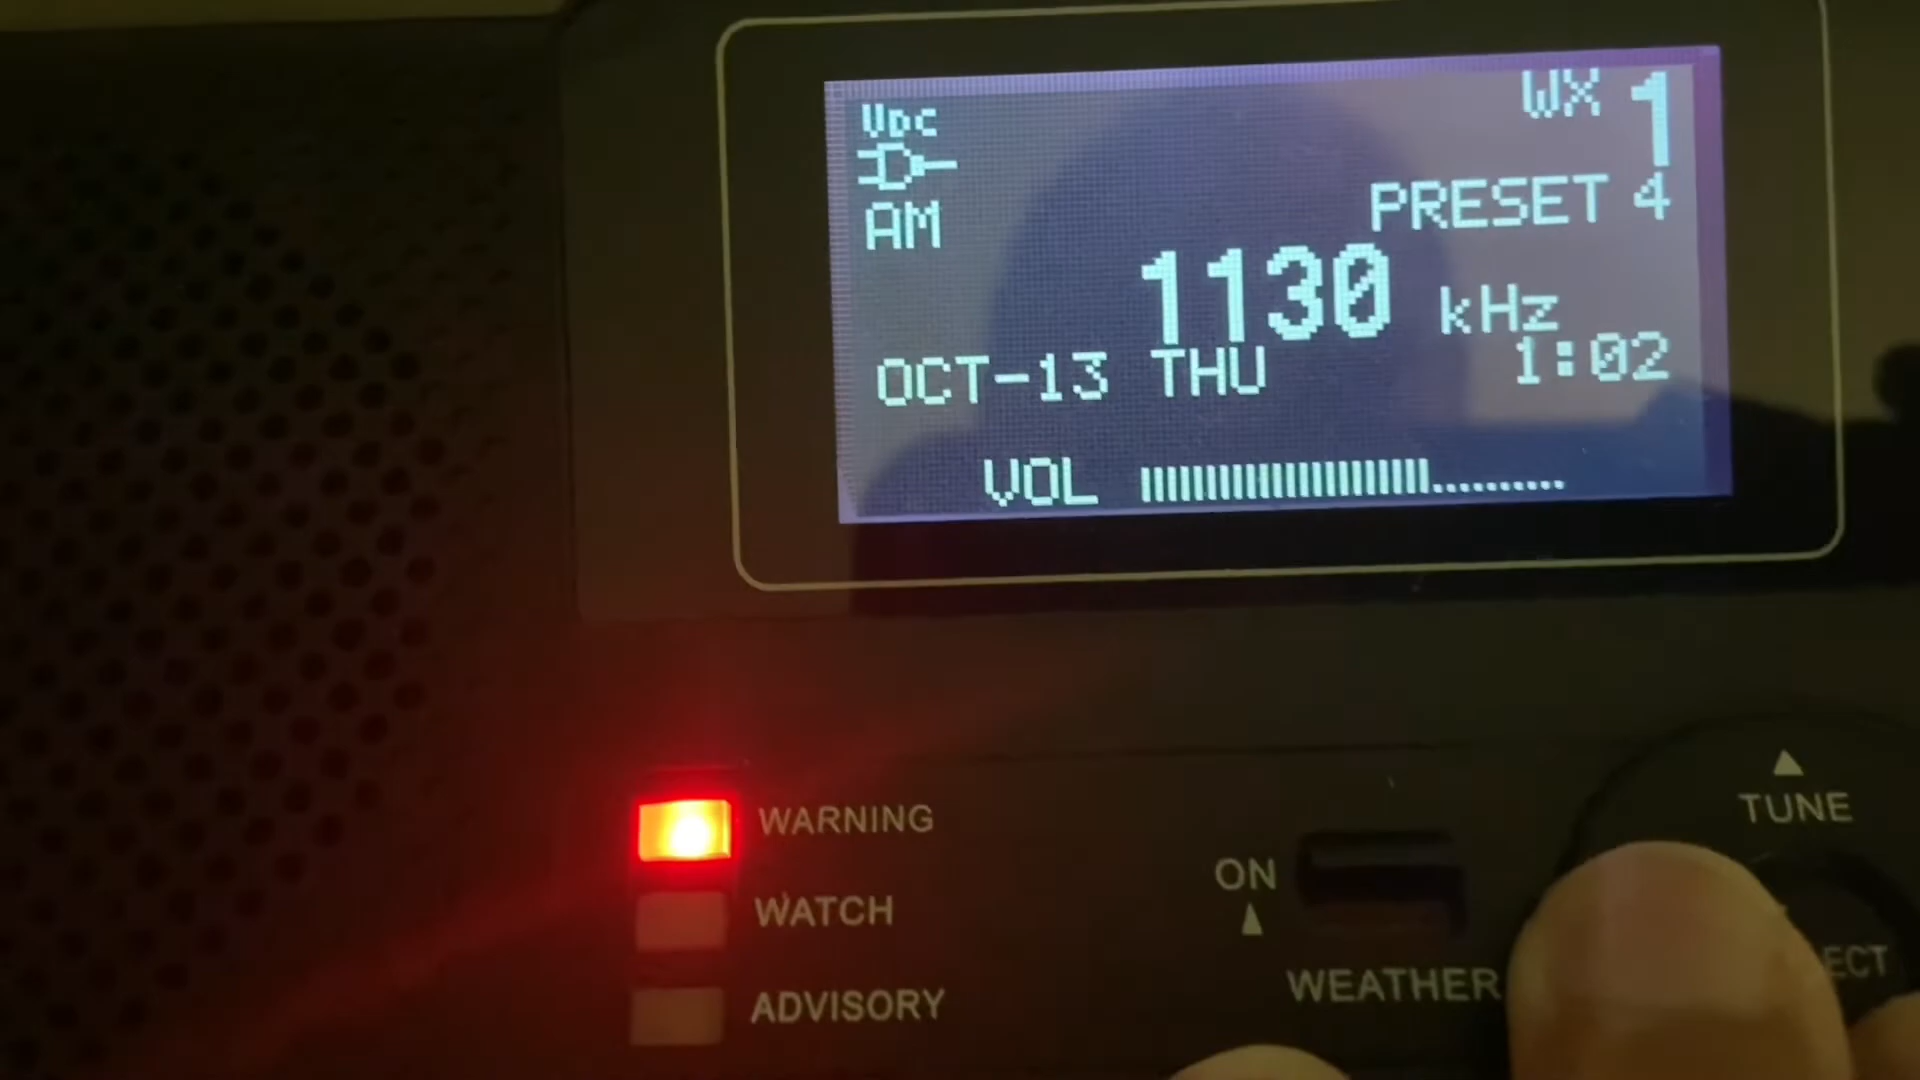 VDC
WX 1
AM
PRESET 4
1130 kHz
OCT-13 THU 1:02
VOL
WARNING
WATCH
ADVISORY
ON
WEATHER
TUNE
ECT